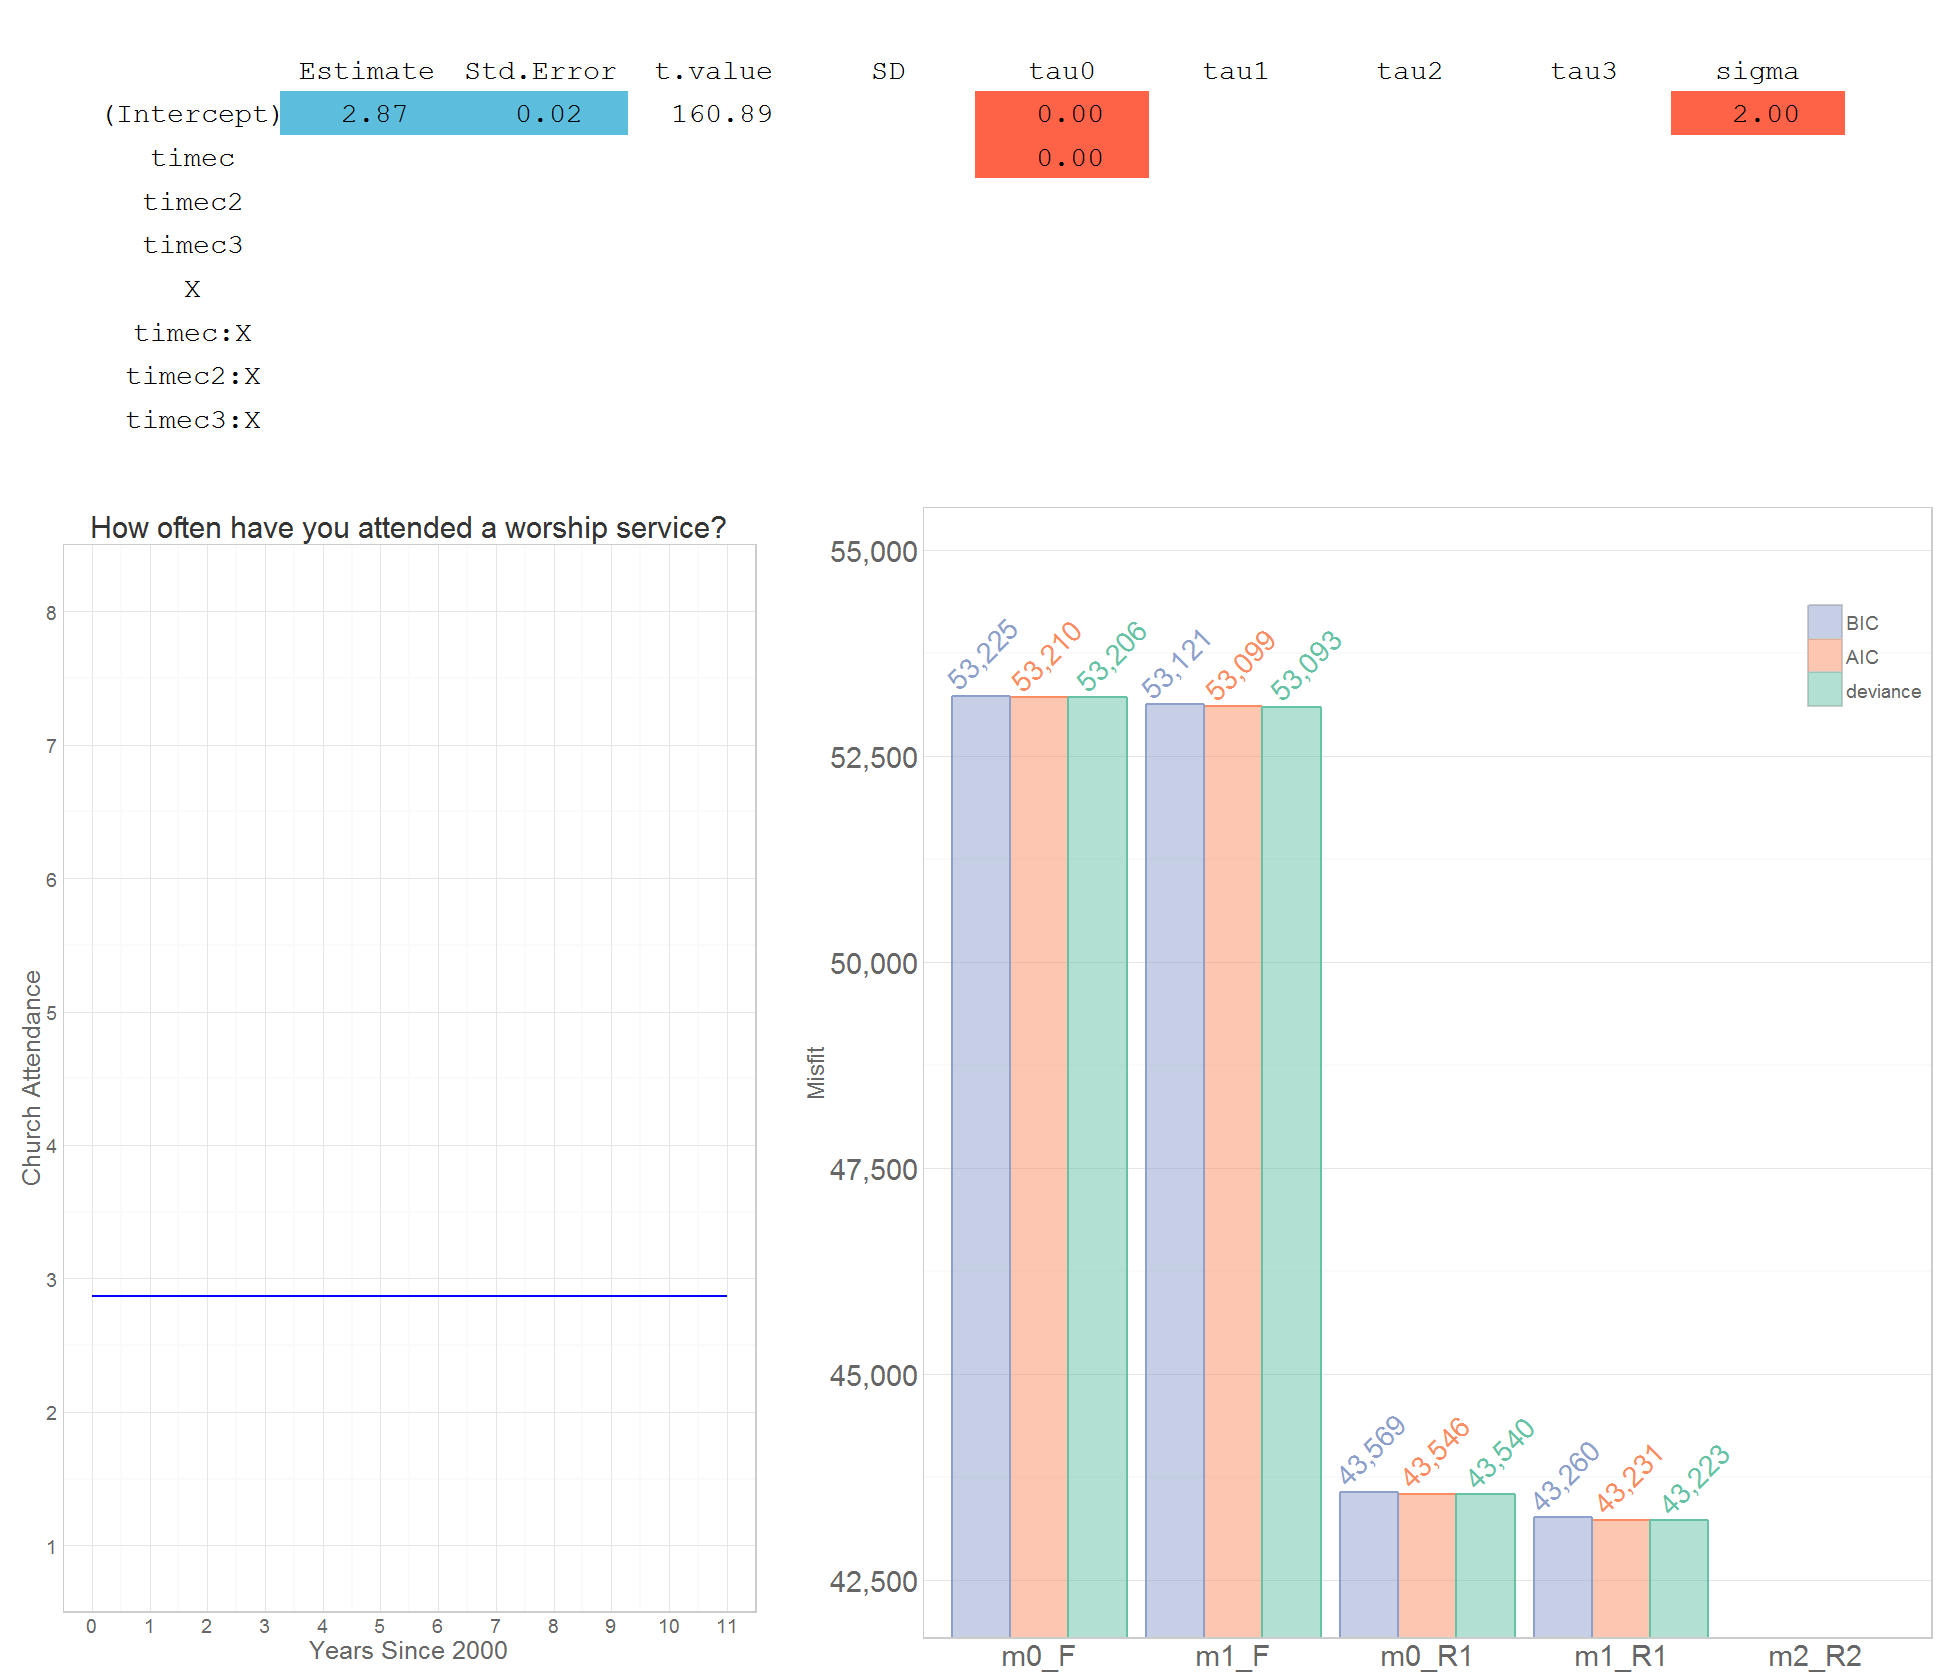 Estimate Std.Error t.value SD tau0 tau1 tau2 tau3 sigma
(Intercept) 2.87 0.02 160.89 0.00 2.00
timec 0.00
timec2
timec3
X
timec:X
timec2:X
timec3:X
How often have you attended a worship service?
Church Attendance
8
7
6
5
4
3
2
1
0 1 2 3 4 5 6 7 8 9 10 11
Years Since 2000
Misfit
55,000
52,500
50,000
47,500
45,000
42,500
53,225 53,210 53,206 53,121 53,099 53,093
43,569 43,546 43,540 43,260 43,231 43,223
BIC
AIC
deviance
m0_F m1_F m0_R1 m1_R1 m2_R2